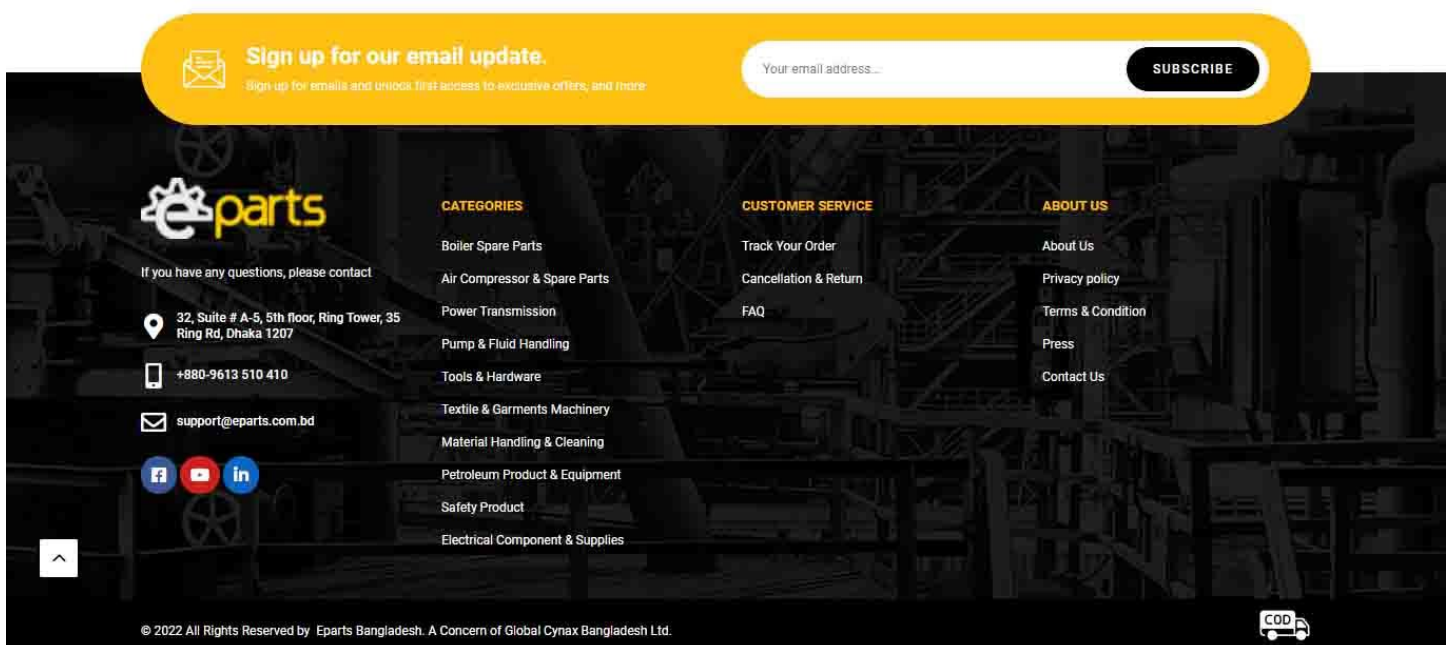 Sign up for our email update.
Sign up for emails and unlock first access to exclusive offers, and more
Your email address...
SUBSCRIBE
eparts
If you have any questions, please contact
32, Suite # A-5, 5th floor, Ring Tower, 35
Ring Rd, Dhaka 1207
+880-9613 510 410
support@eparts.com.bd
in
CATEGORIES
Boiler Spare Parts
Air Compressor & Spare Parts
Power Transmission
Pump & Fluid Handling
Tools & Hardware
Textile & Garments Machinery
Material Handling & Cleaning
Petroleum Product & Equipment
Safety Product
Electrical Component & Supplies
CUSTOMER SERVICE
Track Your Order
Cancellation & Return
FAQ
ABOUT US
About Us
Privacy policy
Terms & Condition
Press
Contact Us
© 2022 All Rights Reserved by Eparts Bangladesh. A Concern of Global Cynax Bangladesh Ltd.
COD